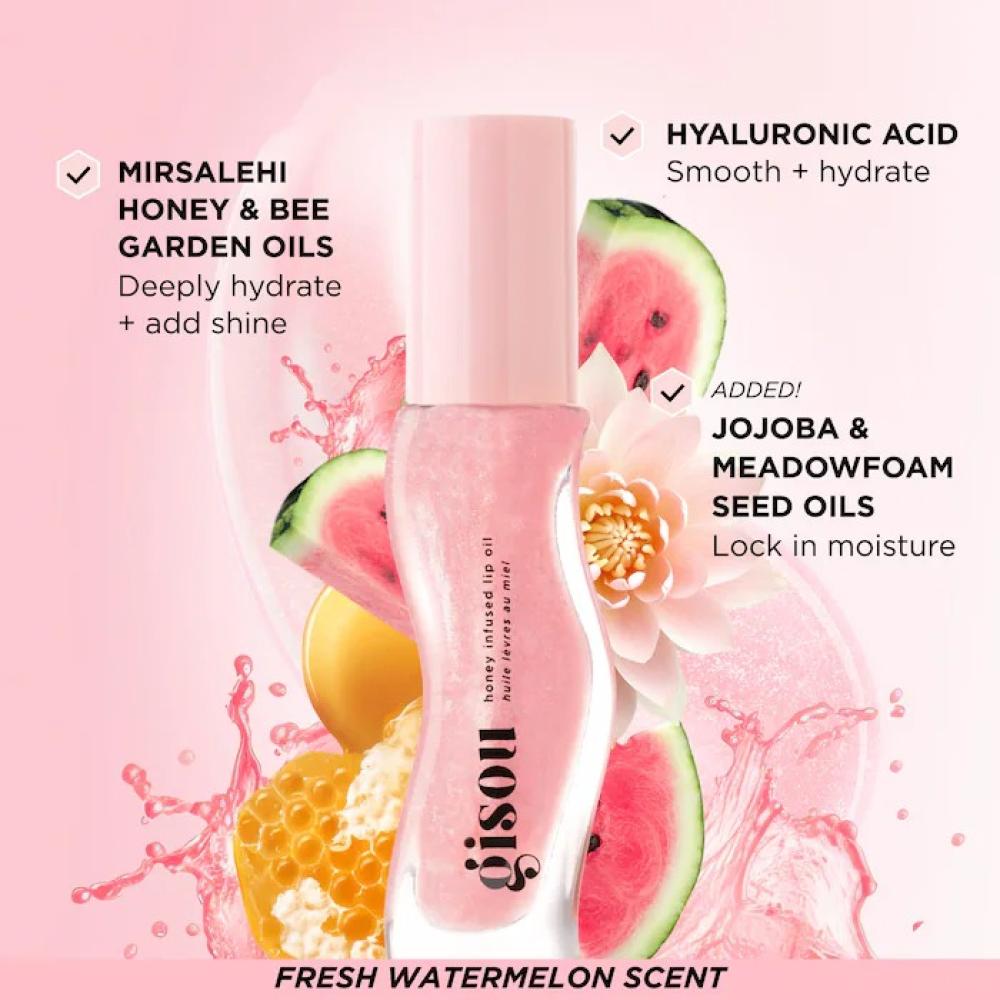 MIRSALEHI
HONEY & BEE
GARDEN OILS
Deeply hydrate
+ add shine
HYALURONIC ACID
Smooth + hydrate
ADDED!
JOJOBA &
MEADOWFOAM
SEED OILS
Lock in moisture
honey infused lip oil
huile lèvres au miel
gisou
FRESH WATERMELON SCENT